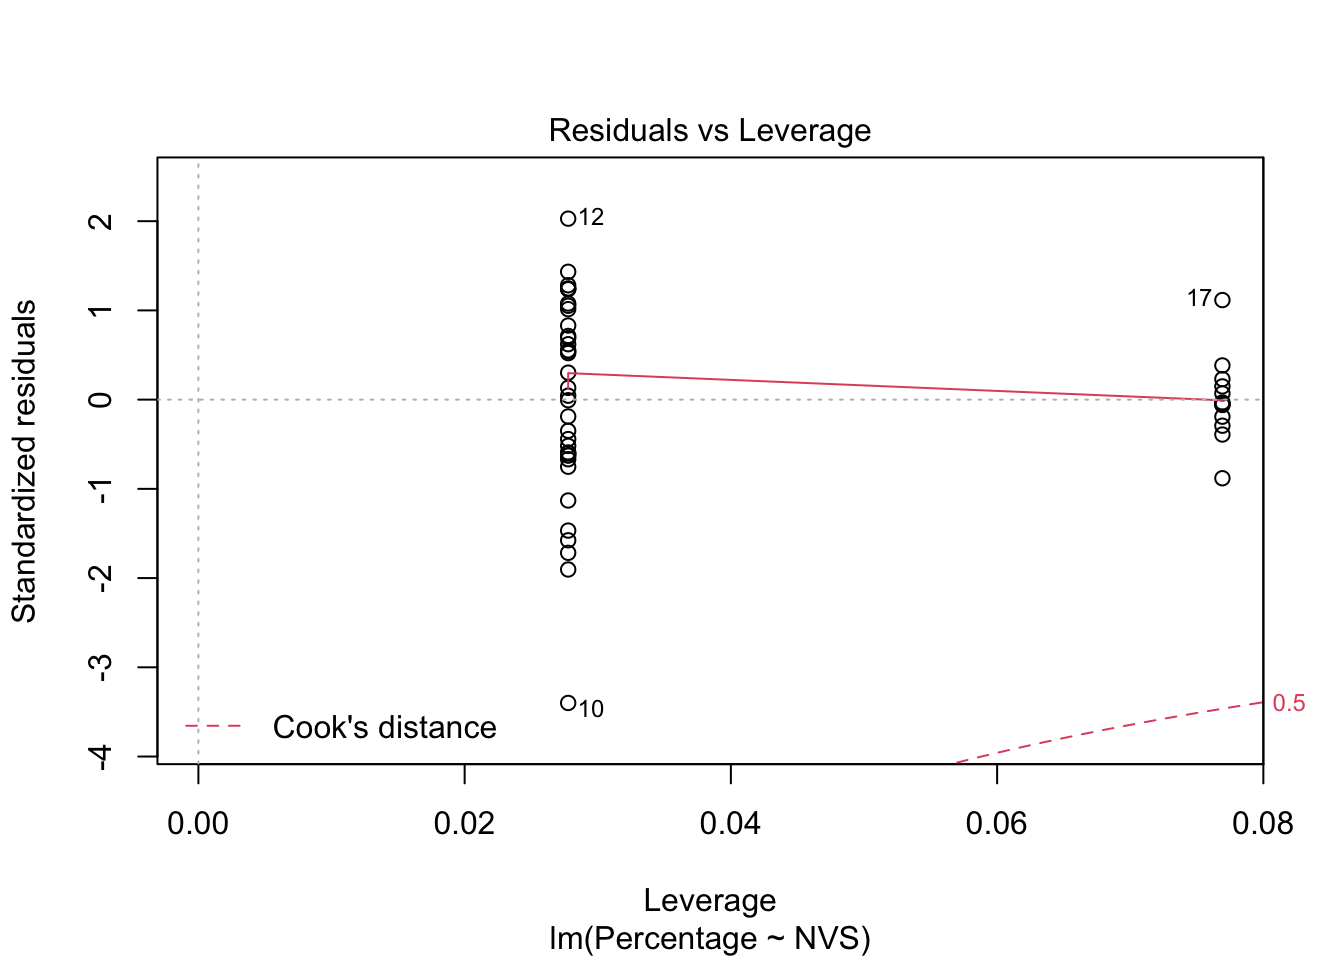 Residuals vs Leverage
Standardized residuals
2
1
0
-1
-2
-3
-4
12
17
10
0.5
Cook's distance
0.00 0.02 0.04 0.06 0.08
Leverage
lm(Percentage ~ NVS)